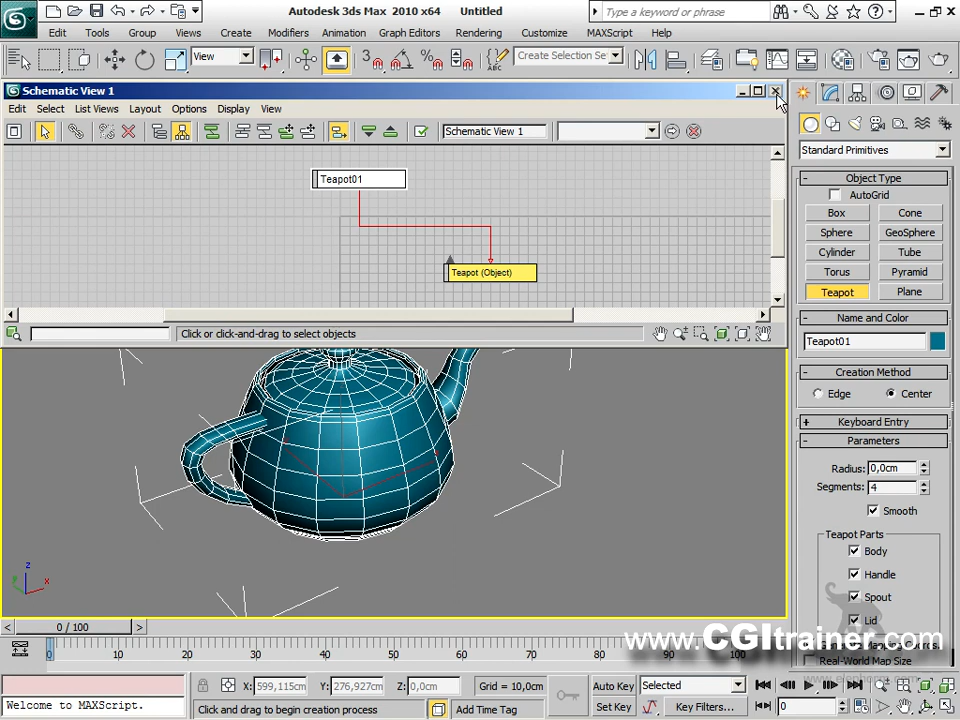 Autodesk 3ds Max 2010 x64 Untitled
Type a keyword or phrase
Edit Tools Group Views Create Modifiers Animation Graph Editors Rendering Customize MAXScript Help
View
3
Create Selection Se
Schematic View 1
Edit Select List Views Layout Options Display View
Schematic View 1
Teapot01
Teapot (Object)
Click or click-and-drag to select objects
Standard Primitives
Object Type
AutoGrid
Box Cone
Sphere GeoSphere
Cylinder Tube
Torus Pyramid
Teapot Plane
Name and Color
Teapot01
Creation Method
Edge Center
Keyboard Entry
Parameters
Radius: 0,0cm
Segments: 4
Smooth
Teapot Parts
Body
Handle
Spout
Lid
Real-World Map Size
z
x
0 / 100
0 10 20 30 40 50 60 70 80 90 100
www.CGItrainer.com
X: 599,115cm Y: 276,927cm Z: 0,0cm Grid = 10,0cm
Auto Key Selected
Welcome to MAXScript.
Click and drag to begin creation process
Add Time Tag
Set Key Key Filters... 0